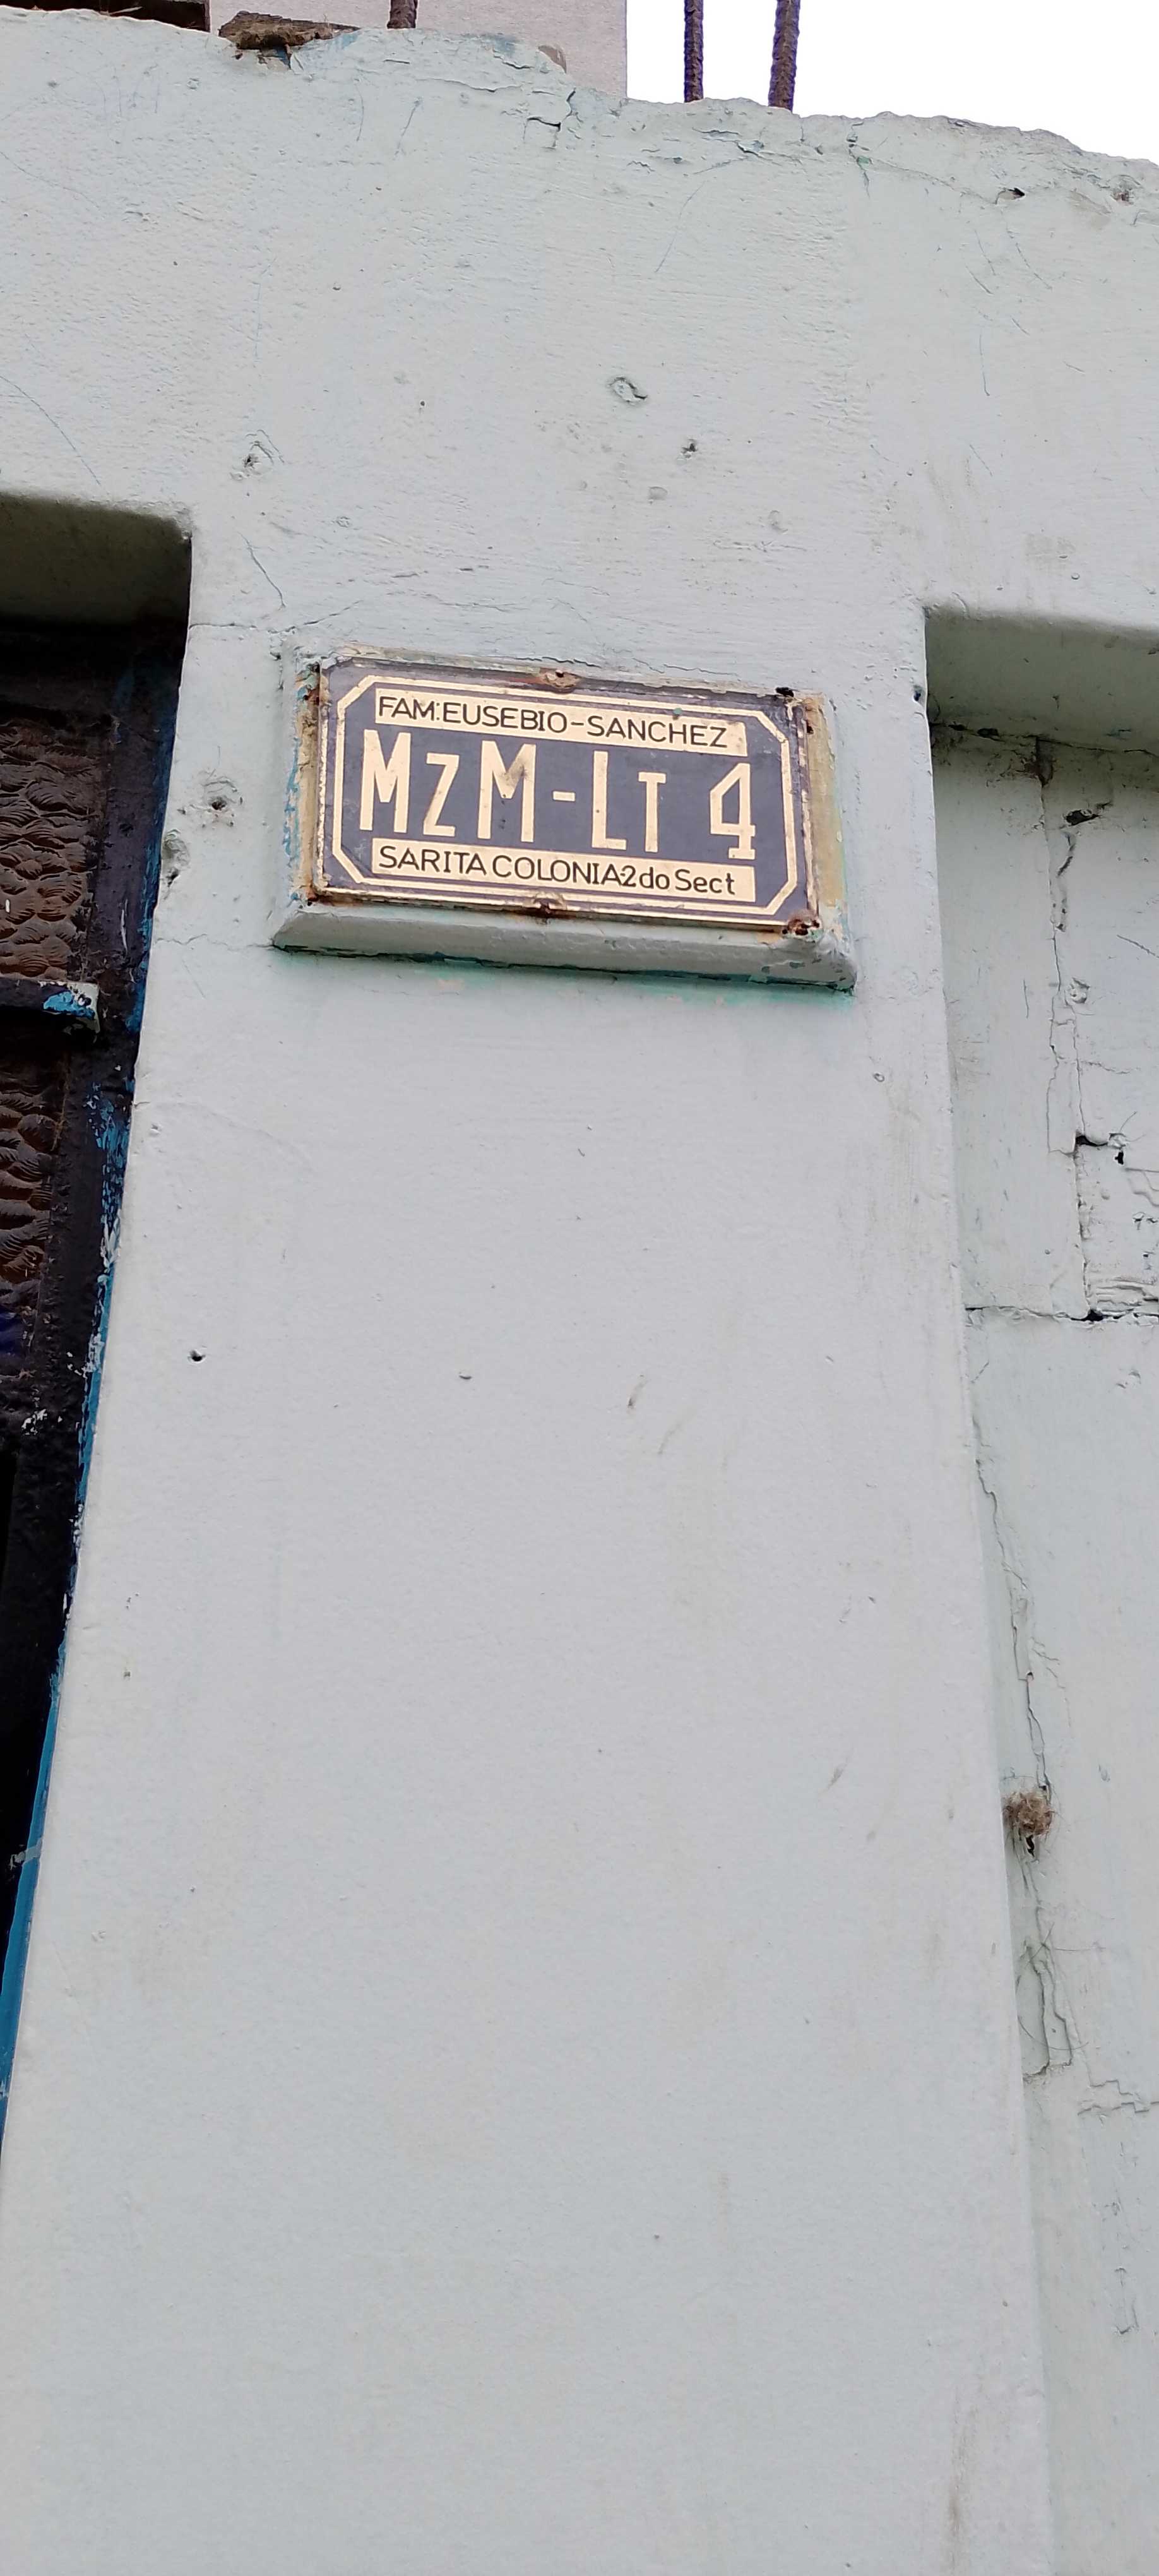 FAM:EUSEBIO-SANCHEZ
MzM-LT 4
SARITA COLONIA-2do Sect